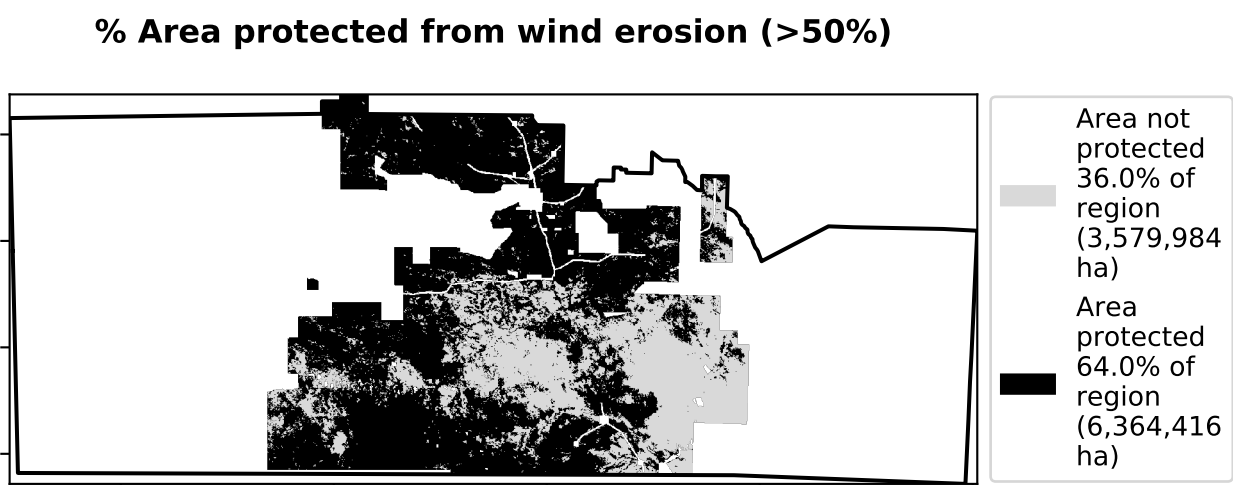 % Area protected from wind erosion (>50%)
Area not
protected
36.0% of
region
(3,579,984
ha)
Area
protected
64.0% of
region
(6,364,416
ha)